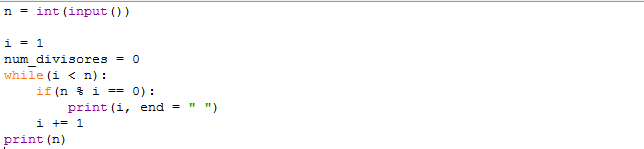 n = int(input())

i = 1
num_divisores = 0
while(i < n):
    if(n % i == 0):
        print(i, end = " ")
    i += 1
print(n)